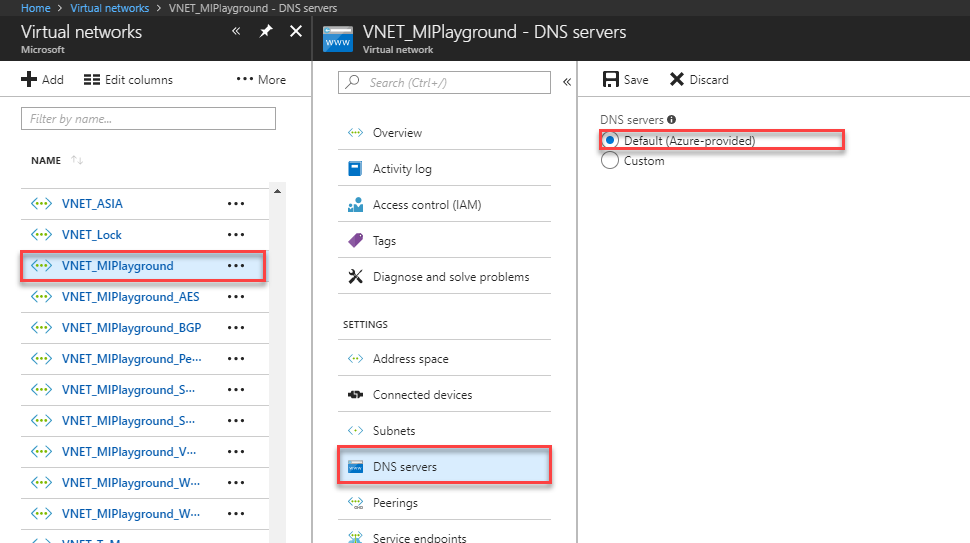 Home > Virtual networks > VNET_MIPlayground - DNS servers
Virtual networks
Microsoft
Add
Edit columns
More
Filter by name...
NAME
VNET_ASIA
VNET_Lock
VNET_MIPlayground
VNET_MIPlayground_AES
VNET_MIPlayground_BGP
VNET_MIPlayground_Pe...
VNET_MIPlayground_S...
VNET_MIPlayground_S...
VNET_MIPlayground_V...
VNET_MIPlayground_W...
VNET_MIPlayground_W...
www
VNET_MIPlayground - DNS servers
Virtual network
Search (Ctrl+/)
Overview
Activity log
Access control (IAM)
Tags
Diagnose and solve problems
SETTINGS
Address space
Connected devices
Subnets
DNS servers
Peerings
Service endpoints
Save
Discard
DNS servers
Default (Azure-provided)
Custom